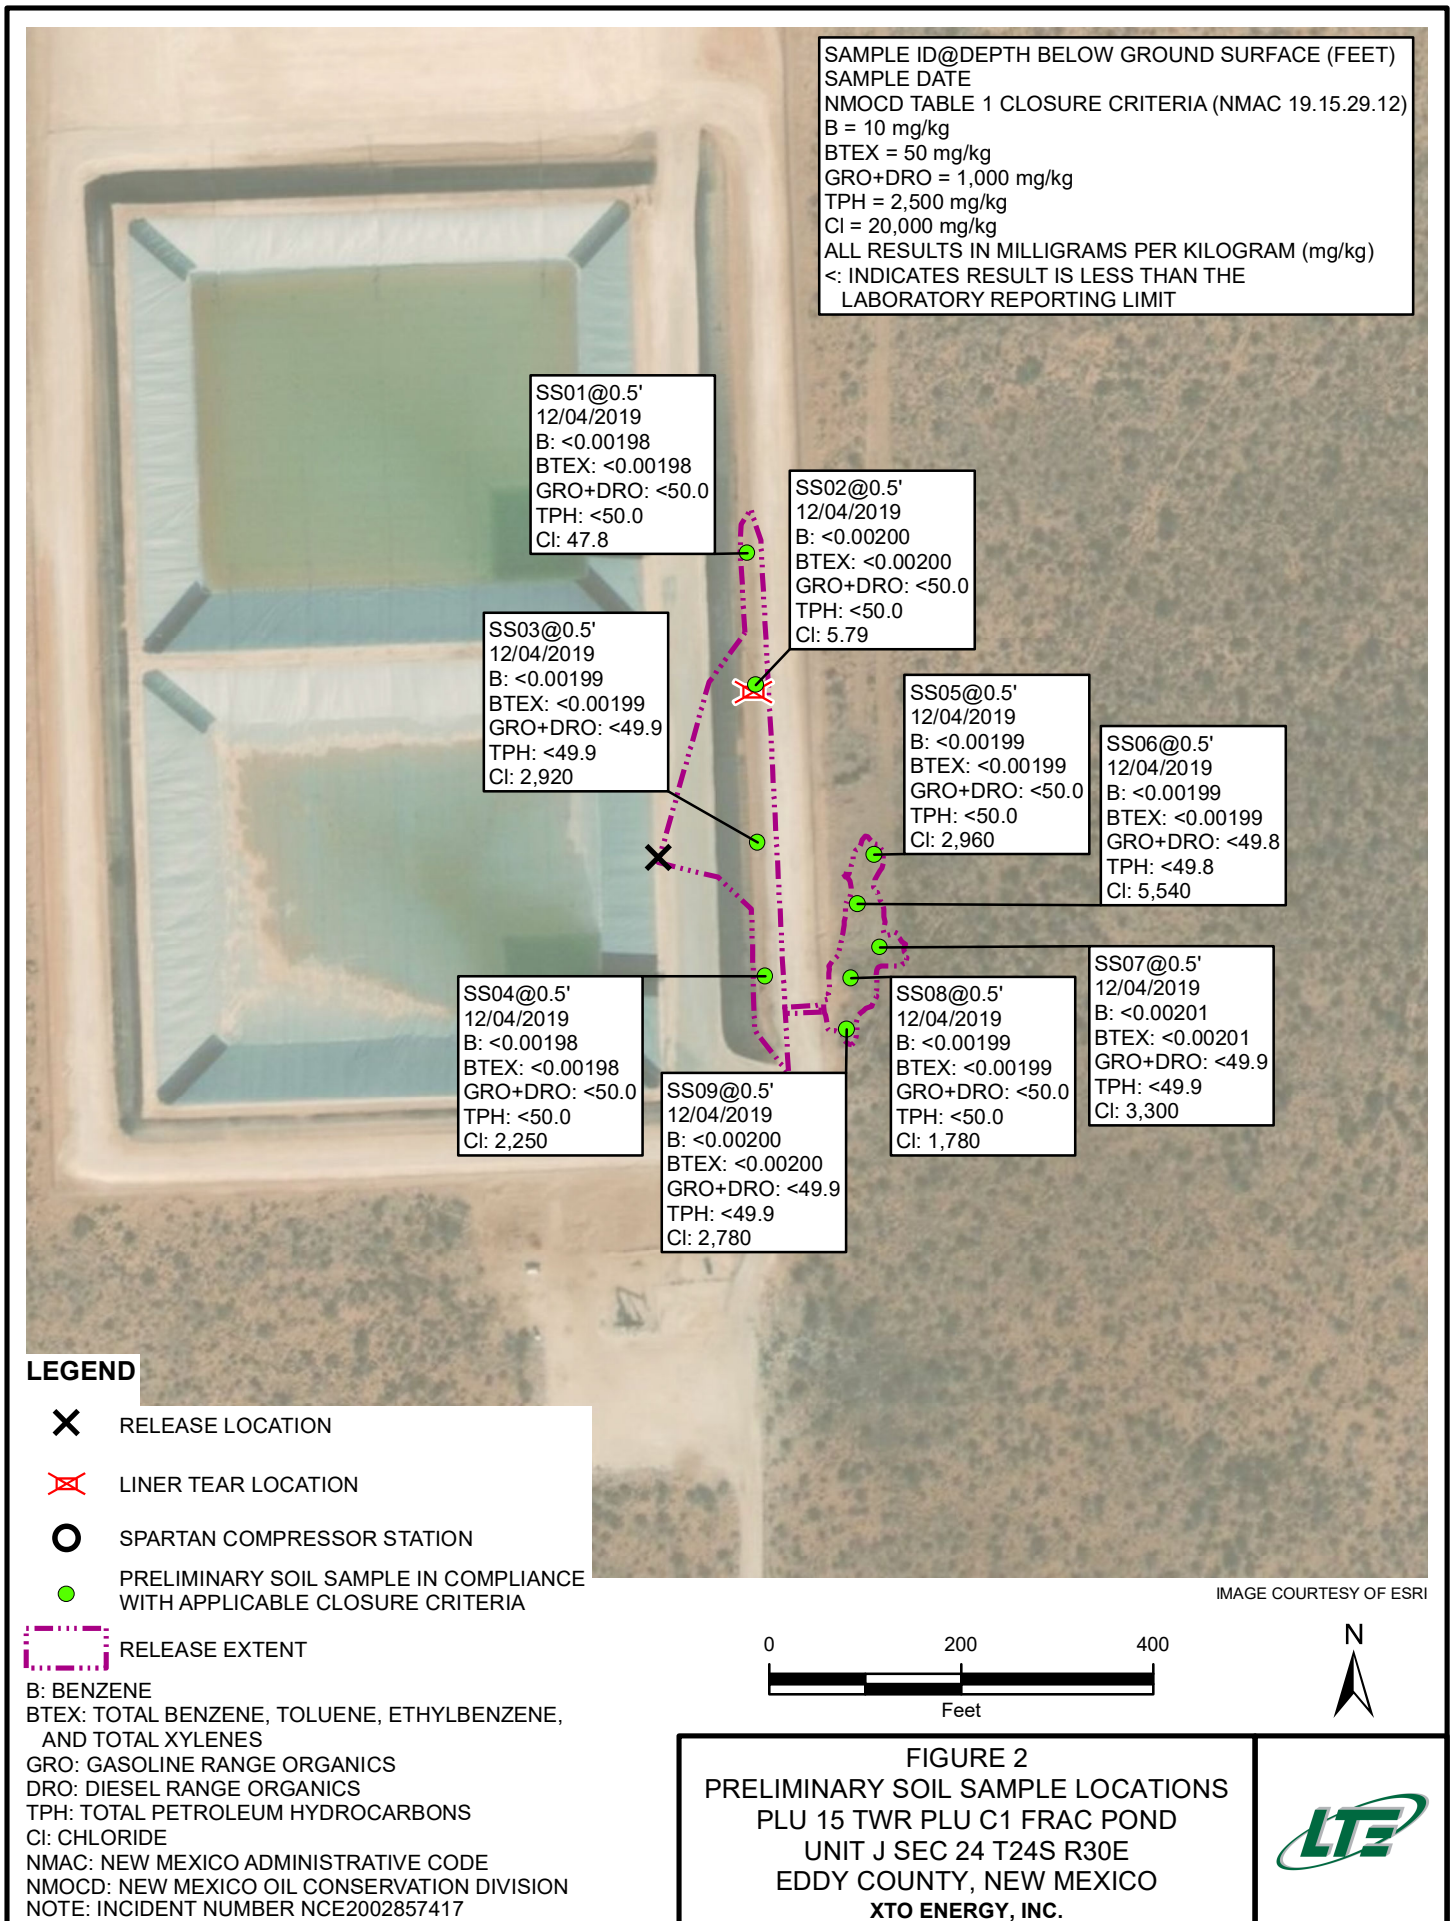 SAMPLE ID@DEPTH BELOW GROUND SURFACE (FEET)
SAMPLE DATE
NMOCD TABLE 1 CLOSURE CRITERIA (NMAC 19.15.29.12)
B = 10 mg/kg
BTEX = 50 mg/kg
GRO+DRO = 1,000 mg/kg
TPH = 2,500 mg/kg
Cl = 20,000 mg/kg
ALL RESULTS IN MILLIGRAMS PER KILOGRAM (mg/kg)
<: INDICATES RESULT IS LESS THAN THE
LABORATORY REPORTING LIMIT
SS01@0.5'
12/04/2019
B: <0.00198
BTEX: <0.00198
GRO+DRO: <50.0
TPH: <50.0
Cl: 47.8
SS02@0.5'
12/04/2019
B: <0.00200
BTEX: <0.00200
GRO+DRO: <50.0
TPH: <50.0
Cl: 5.79
SS03@0.5'
12/04/2019
B: <0.00199
BTEX: <0.00199
GRO+DRO: <49.9
TPH: <49.9
Cl: 2,920
SS05@0.5'
12/04/2019
B: <0.00199
BTEX: <0.00199
GRO+DRO: <50.0
TPH: <50.0
Cl: 2,960
SS06@0.5'
12/04/2019
B: <0.00199
BTEX: <0.00199
GRO+DRO: <49.8
TPH: <49.8
Cl: 5,540
SS04@0.5'
12/04/2019
B: <0.00198
BTEX: <0.00198
GRO+DRO: <50.0
TPH: <50.0
Cl: 2,250
SS08@0.5'
12/04/2019
B: <0.00199
BTEX: <0.00199
GRO+DRO: <50.0
TPH: <50.0
Cl: 1,780
SS07@0.5'
12/04/2019
B: <0.00201
BTEX: <0.00201
GRO+DRO: <49.9
TPH: <49.9
Cl: 3,300
SS09@0.5'
12/04/2019
B: <0.00200
BTEX: <0.00200
GRO+DRO: <49.9
TPH: <49.9
Cl: 2,780
LEGEND
RELEASE LOCATION
LINER TEAR LOCATION
SPARTAN COMPRESSOR STATION
PRELIMINARY SOIL SAMPLE IN COMPLIANCE
WITH APPLICABLE CLOSURE CRITERIA
RELEASE EXTENT
B: BENZENE
BTEX: TOTAL BENZENE, TOLUENE, ETHYLBENZENE,
AND TOTAL XYLENES
GRO: GASOLINE RANGE ORGANICS
DRO: DIESEL RANGE ORGANICS
TPH: TOTAL PETROLEUM HYDROCARBONS
Cl: CHLORIDE
NMAC: NEW MEXICO ADMINISTRATIVE CODE
NMOCD: NEW MEXICO OIL CONSERVATION DIVISION
NOTE: INCIDENT NUMBER NCE2002857417
IMAGE COURTESY OF ESRI
0 200 400
Feet
N
FIGURE 2
PRELIMINARY SOIL SAMPLE LOCATIONS
PLU 15 TWR PLU C1 FRAC POND
UNIT J SEC 24 T24S R30E
EDDY COUNTY, NEW MEXICO
XTO ENERGY, INC.
LTE